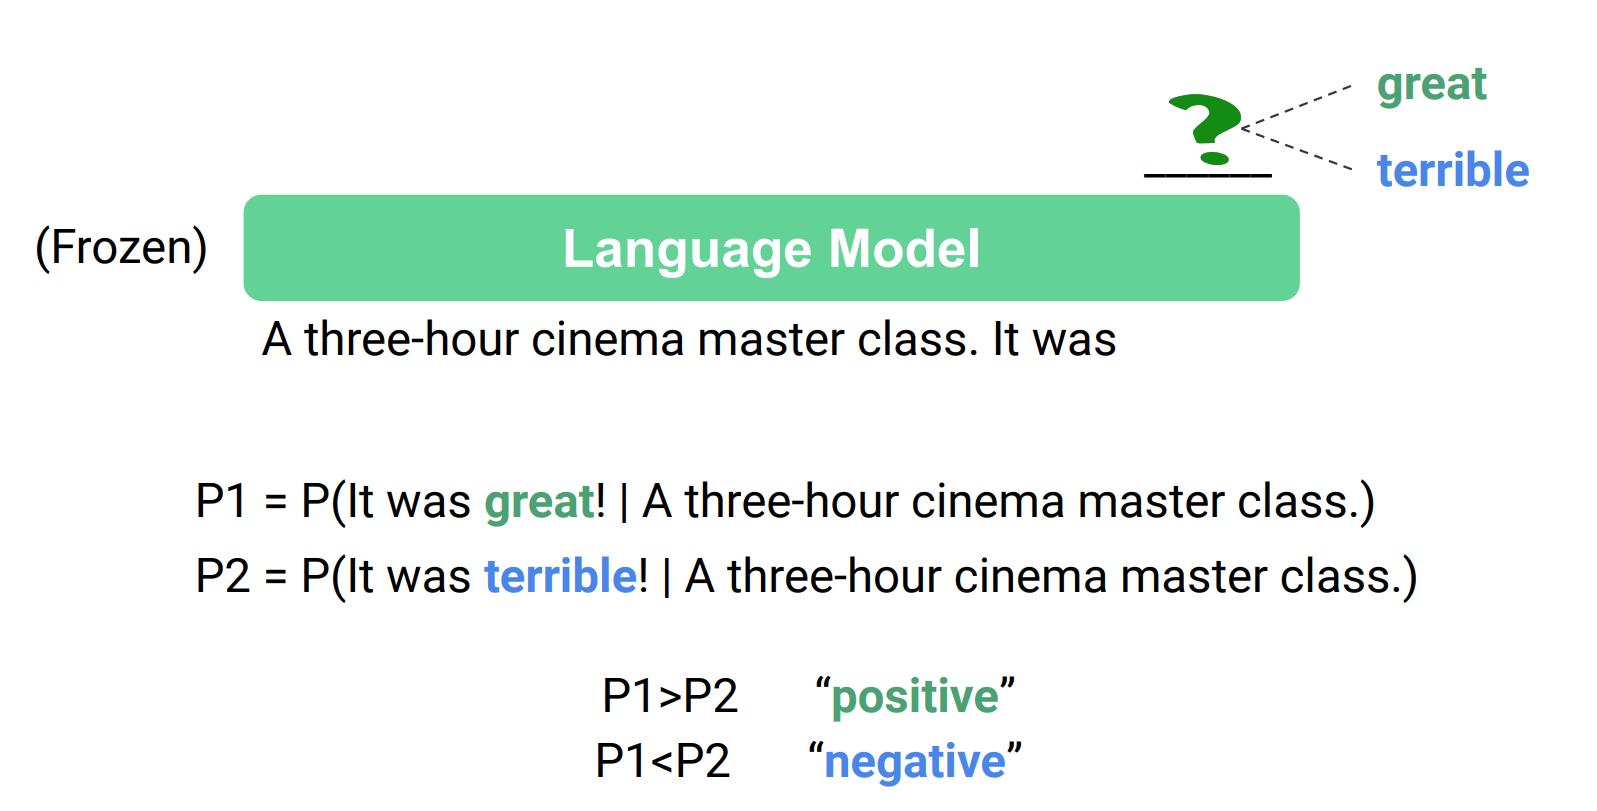 great
?
terrible
(Frozen) Language Model
A three-hour cinema master class. It was
P1 = P(It was great! | A three-hour cinema master class.)
P2 = P(It was terrible! | A three-hour cinema master class.)
P1>P2 “positive”
P1<P2 “negative”